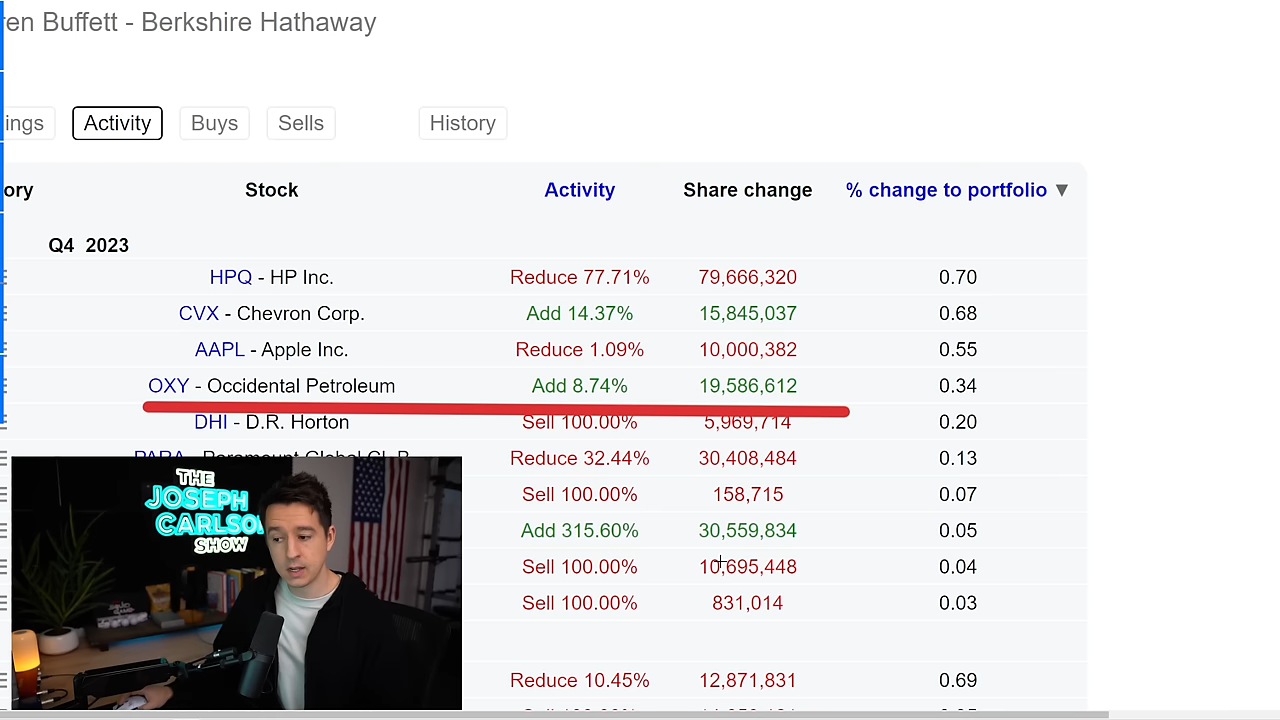 ren Buffett - Berkshire Hathaway
ings Activity Buys Sells History
ory Stock Activity Share change % change to portfolio ▼
Q4 2023
HPQ - HP Inc. Reduce 77.71% 79,666,320 0.70
CVX - Chevron Corp. Add 14.37% 15,845,037 0.68
AAPL - Apple Inc. Reduce 1.09% 10,000,382 0.55
OXY - Occidental Petroleum Add 8.74% 19,586,612 0.34
DHI - D.R. Horton Sell 100.00% 5,969,714 0.20
PARA - Paramount Global CL B Reduce 32.44% 30,408,484 0.13
Sell 100.00% 158,715 0.07
Add 315.60% 30,559,834 0.05
Sell 100.00% 10,695,448 0.04
Sell 100.00% 831,014 0.03
Reduce 10.45% 12,871,831 0.69
THE
JOSEPH
CARLSO
SHOW